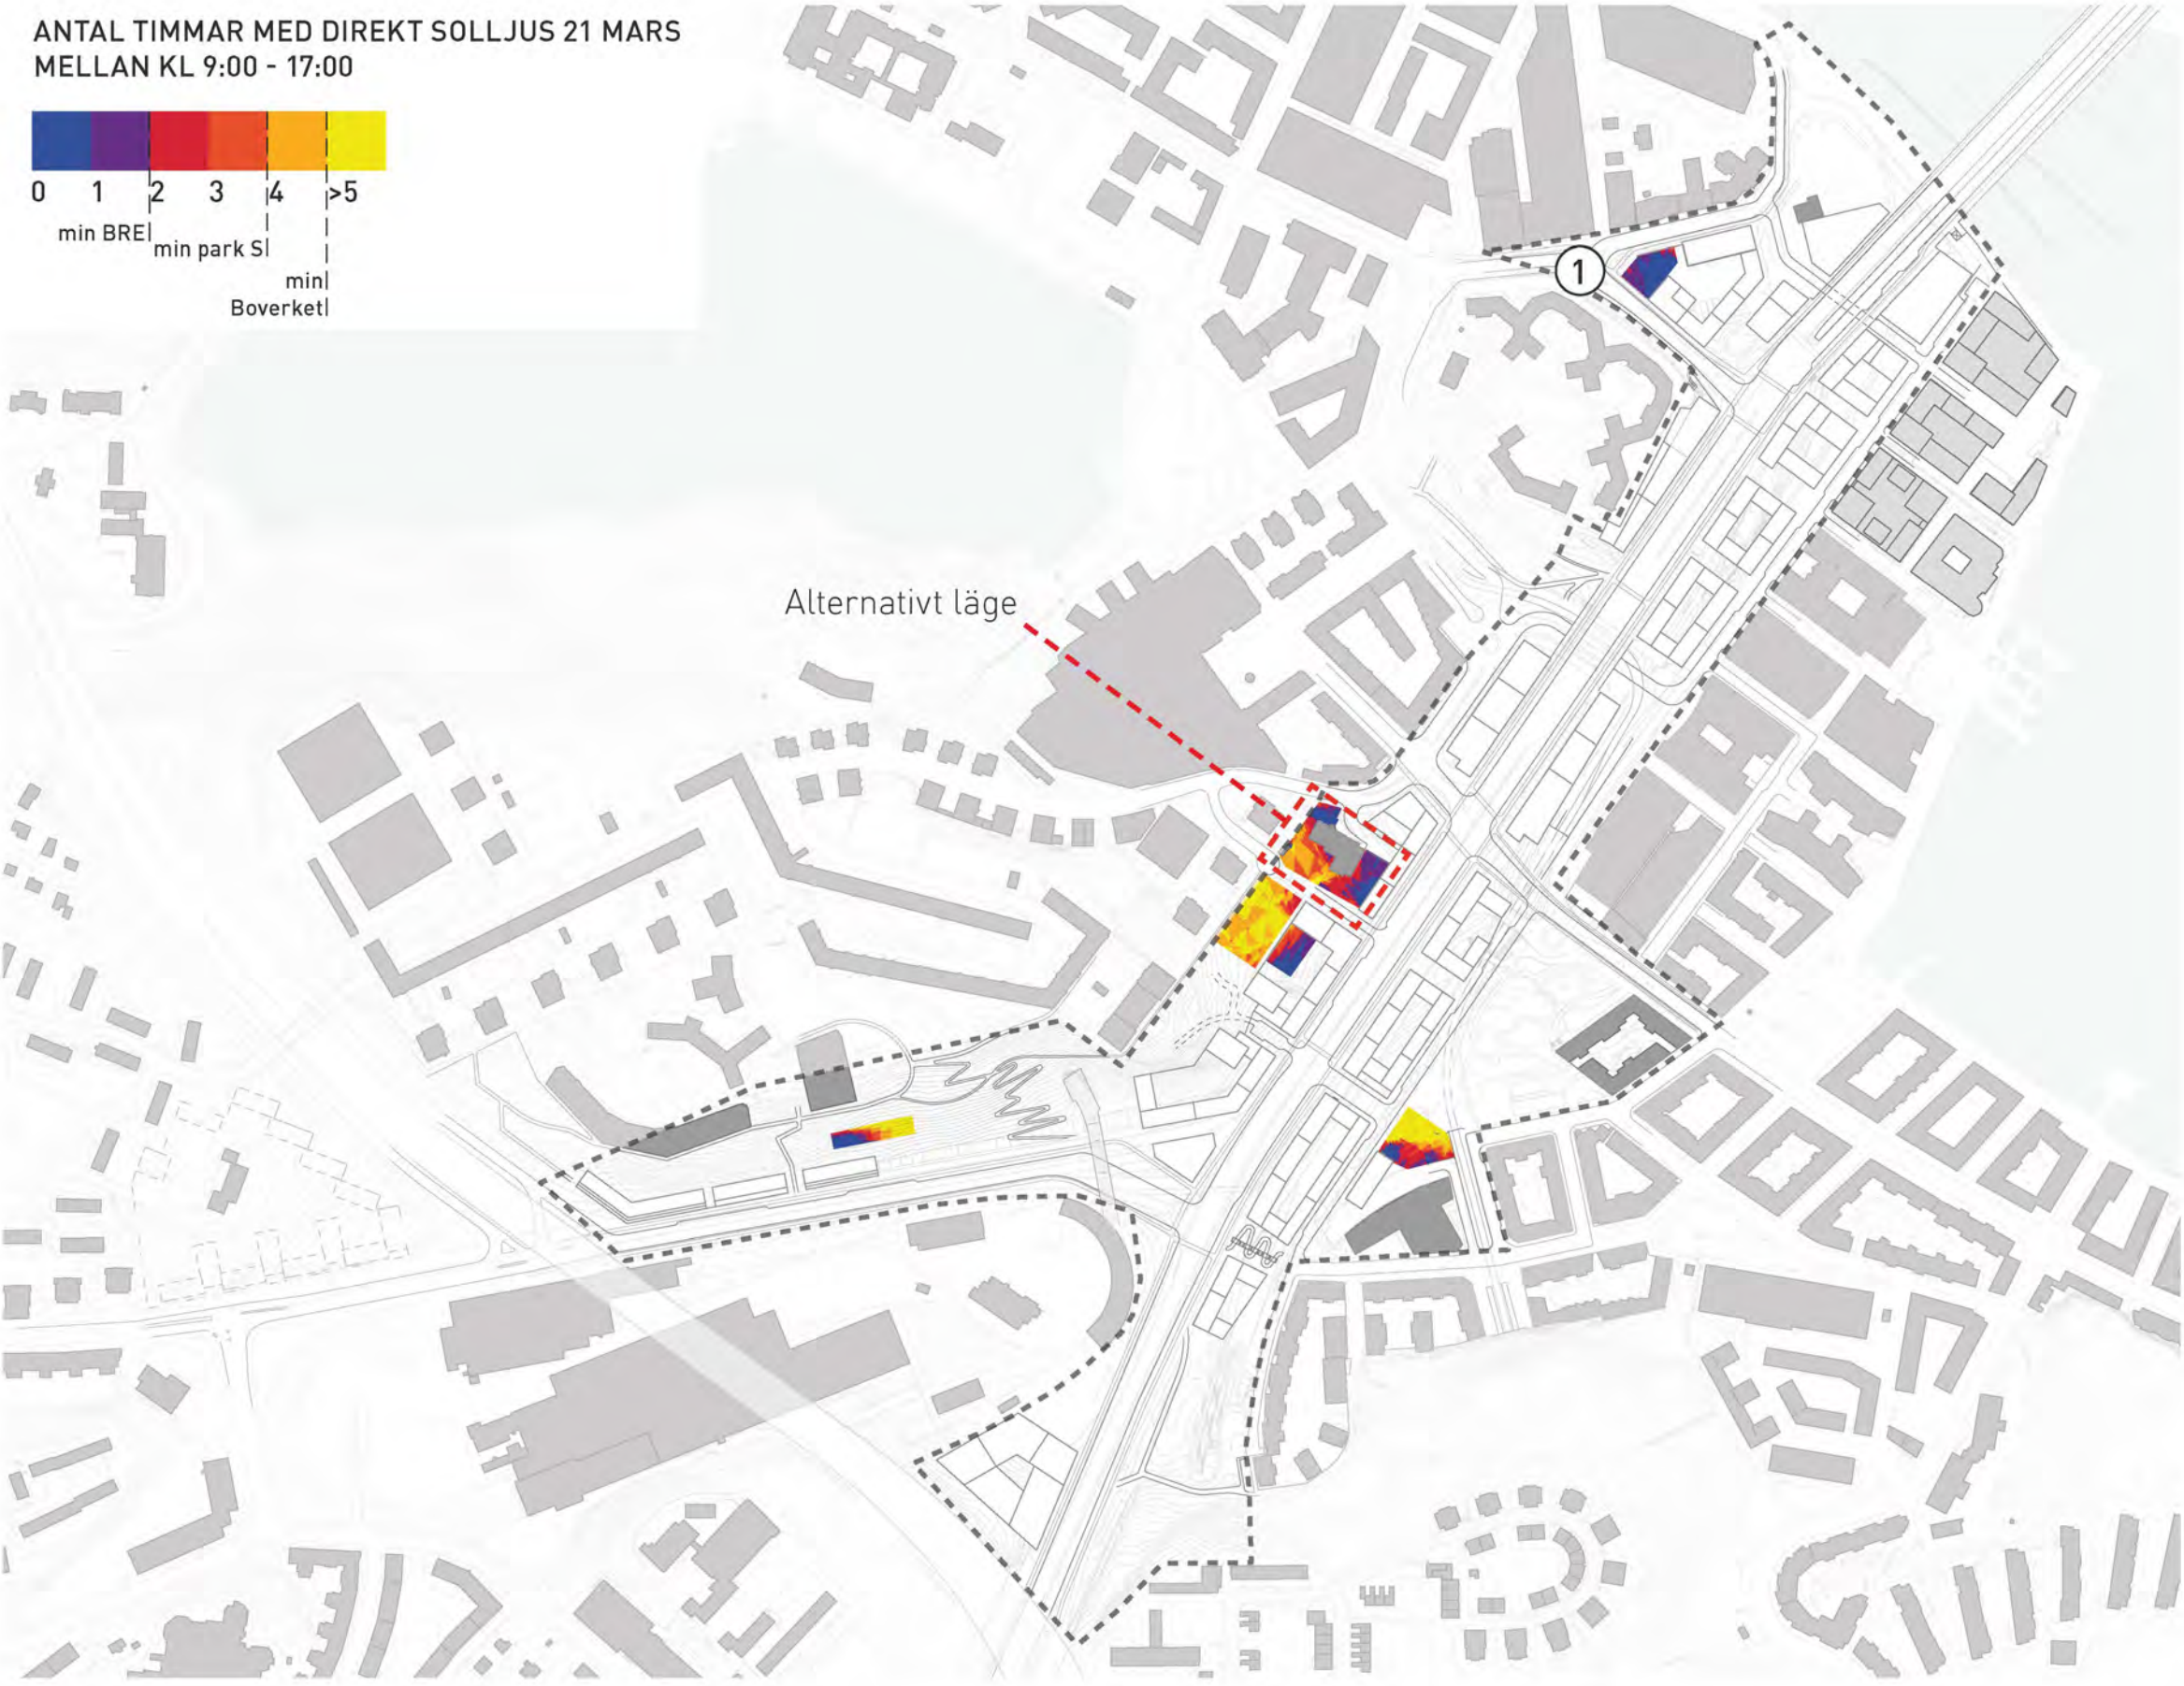 ANTAL TIMMAR MED DIREKT SOLLJUS 21 MARS
MELLAN KL 9:00 - 17:00
0 1 2 3 4 >5
min BRE
min park S
min
Boverket
1
Alternativt läge